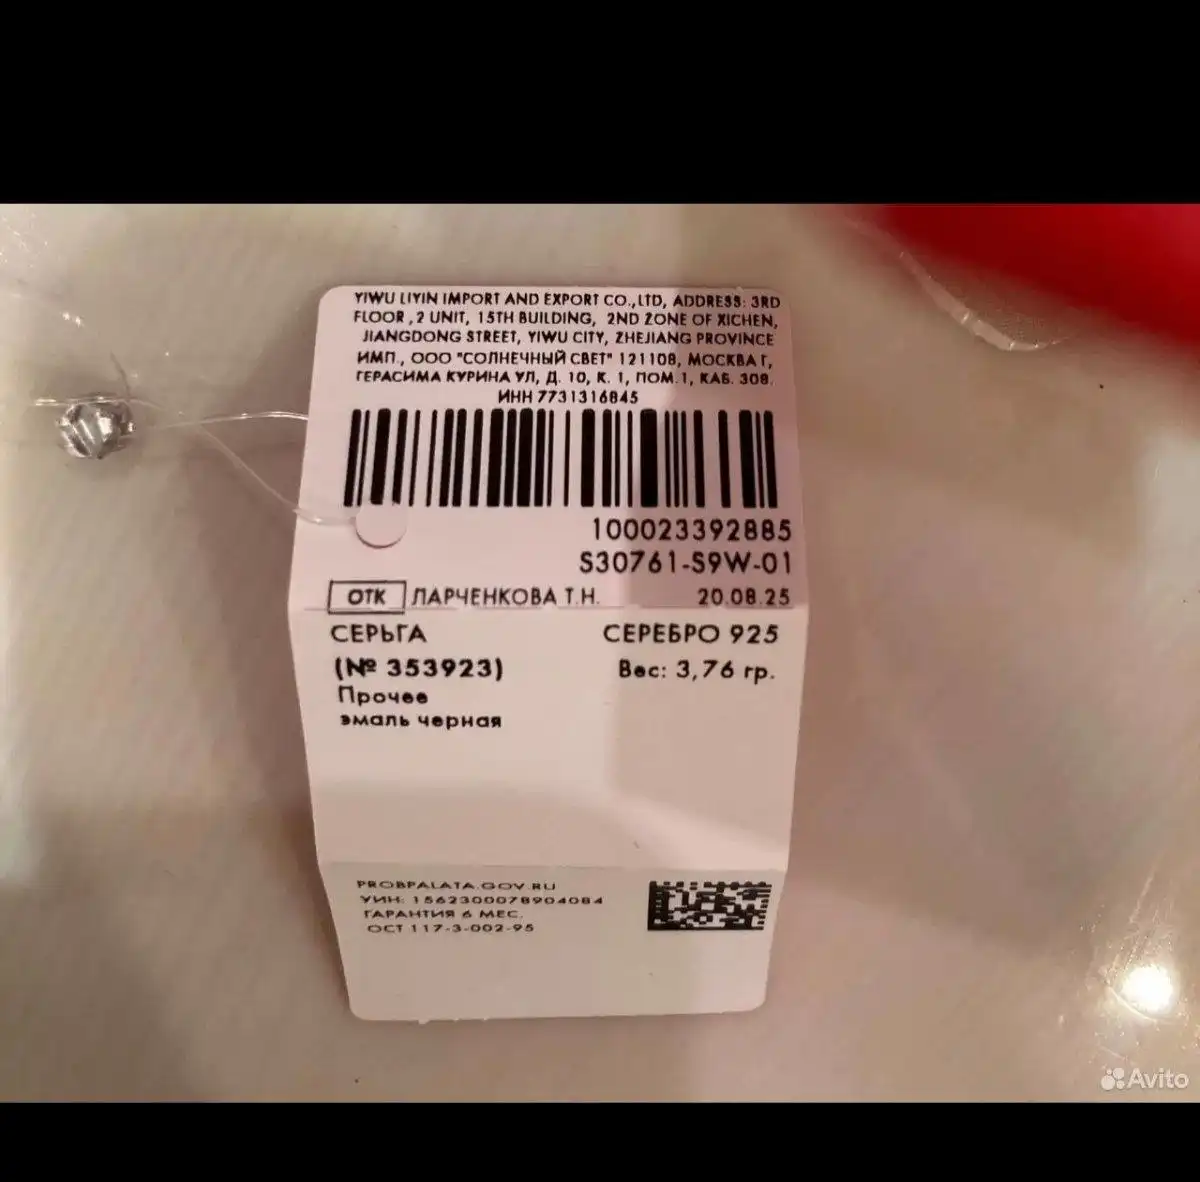 YIWU LIYIN IMPORT AND EXPORT CO.,LTD, ADDRESS: 3RD
FLOOR ,2 UNIT, 15TH BUILDING, 2ND ZONE OF XICHEN,
JIANGDONG STREET, YIWU CITY, ZHEJIANG PROVINCE
ИМП., ООО "СОЛНЕЧНЫЙ СВЕТ" 121108, МОСКВА Г,
ГЕРАСИМА КУРИНА УЛ, Д. 10, К. 1, ПОМ.1, КАБ. 308.
ИНН 7731316845
100023392885
S30761-S9W-01
ОТК ЛАРЧЕНКОВА Т.Н. 20.08.25
СЕРЬГА СЕРЕБРО 925
(№ 353923) Вес: 3,76 гр.
Прочее
эмаль черная
PROBPALATA.GOV.RU
УИН: 1562300078904084
ГАРАНТИЯ 6 МЕС.
ОСТ 117-3-002-95
Avito